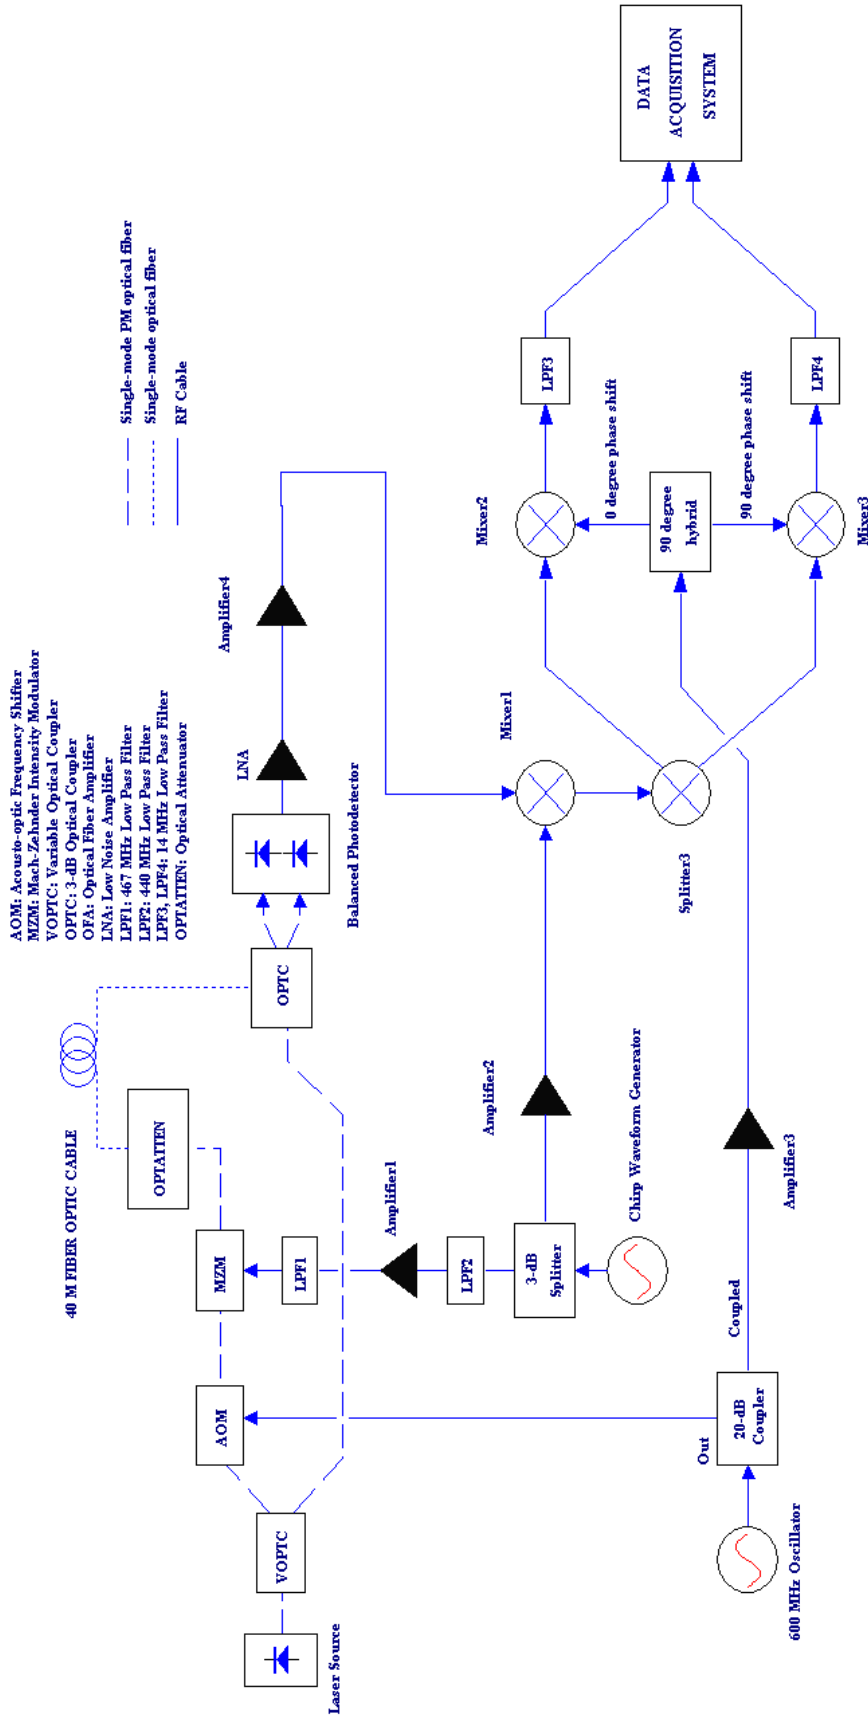 AOM: Acousto-optic Frequency Shifter
MZM: Mach-Zehnder Intensity Modulator
VOPTC: Variable Optical Coupler
OPTC: 3-dB Optical Coupler
OFA: Optical Fiber Amplifier
LNA: Low Noise Amplifier
LPF1: 467 MHz Low Pass Filter
LPF2: 440 MHz Low Pass Filter
LPF3, LPF4: 14 MHz Low Pass Filter
OPTATTEN: Optical Attenuator
Single-mode PM optical fiber
Single-mode optical fiber
RF Cable
40 M FIBER OPTIC CABLE
Laser Source
VOPTC
AOM
MZM
OPTATTEN
OPTC
Balanced Photodetector
LNA
Amplifier4
LPF1
Amplifier1
LPF2
3-dB
Splitter
Chirp Waveform Generator
Amplifier2
Mixer1
Splitter3
Mixer2
0 degree phase shift
90 degree
hybrid
90 degree phase shift
Mixer3
LPF3
LPF4
DATA
ACQUISITION
SYSTEM
600 MHz Oscillator
Out
20-dB
Coupler
Coupled
Amplifier3